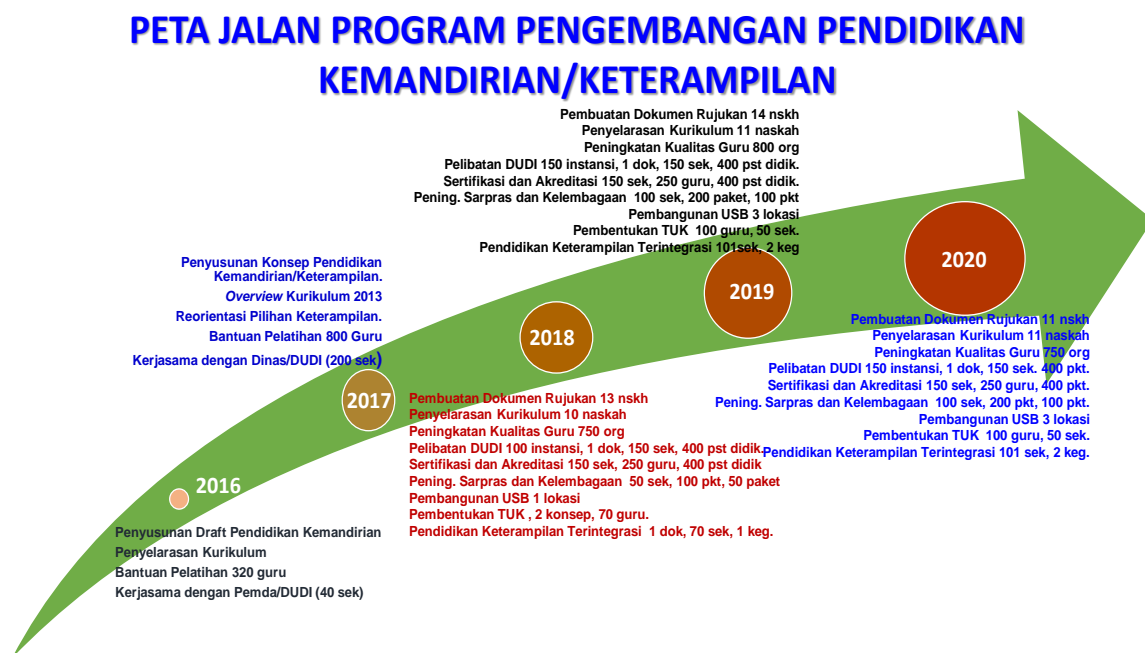 PETA JALAN PROGRAM PENGEMBANGAN PENDIDIKAN
KEMANDIRIAN/KETERAMPILAN
2016
Penyusunan Draft Pendidikan Kemandirian
Penyelarasan Kurikulum
Bantuan Pelatihan 320 guru
Kerjasama dengan Pemda/DUDI (40 sek)
Penyusunan Konsep Pendidikan
Kemandirian/Keterampilan.
Overview Kurikulum 2013
Reorientasi Pilihan Keterampilan.
Bantuan Pelatihan 800 Guru
Kerjasama dengan Dinas/DUDI (200 sek)
2017
2018
Pembuatan Dokumen Rujukan 13 nskh
Penyelarasan Kurikulum 10 naskah
Peningkatan Kualitas Guru 750 org
Pelibatan DUDI 100 instansi, 1 dok, 150 sek, 400 pst didik.
Sertifikasi dan Akreditasi 150 sek, 250 guru, 400 pst didik
Pening. Sarpras dan Kelembagaan 50 sek, 100 pkt, 50 paket
Pembangunan USB 1 lokasi
Pembentukan TUK , 2 konsep, 70 guru.
Pendidikan Keterampilan Terintegrasi 1 dok, 70 sek, 1 keg.
Pembuatan Dokumen Rujukan 14 nskh
Penyelarasan Kurikulum 11 naskah
Peningkatan Kualitas Guru 800 org
Pelibatan DUDI 150 instansi, 1 dok, 150 sek, 400 pst didik.
Sertifikasi dan Akreditasi 150 sek, 250 guru, 400 pst didik.
Pening. Sarpras dan Kelembagaan 100 sek, 200 paket, 100 pkt
Pembangunan USB 3 lokasi
Pembentukan TUK 100 guru, 50 sek.
Pendidikan Keterampilan Terintegrasi 101sek, 2 keg
2019
2020
Pembuatan Dokumen Rujukan 11 nskh
Penyelarasan Kurikulum 11 naskah
Peningkatan Kualitas Guru 750 org
Pelibatan DUDI 150 instansi, 1 dok, 150 sek. 400 pkt.
Sertifikasi dan Akreditasi 150 sek, 250 guru, 400 pkt.
Pening. Sarpras dan Kelembagaan 100 sek, 200 pkt, 100 pkt.
Pembangunan USB 3 lokasi
Pembentukan TUK 100 guru, 50 sek.
Pendidikan Keterampilan Terintegrasi 101 sek, 2 keg.